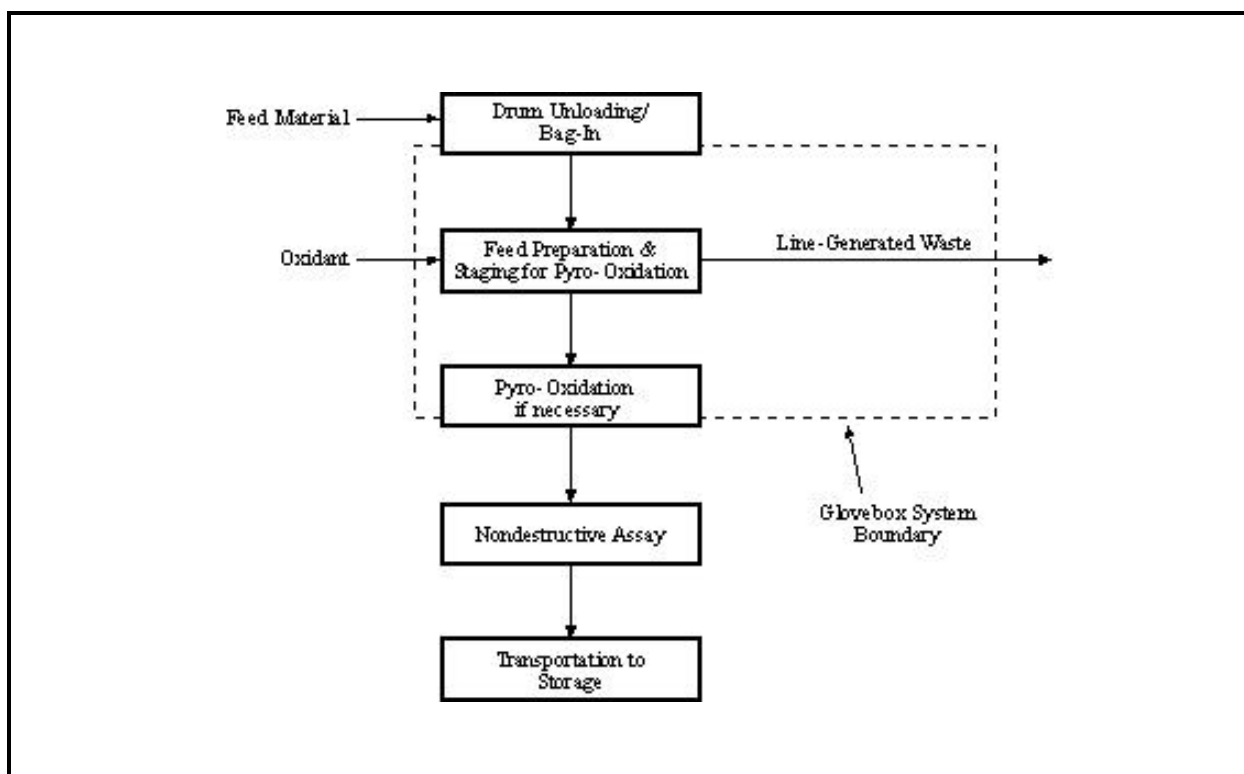 Feed Material
Drum Unloading/
Bag-In
Oxidant
Feed Preparation &
Staging for Pyro-Oxidation
Line-Generated Waste
Pyro-Oxidation
if necessary
Glovebox System
Boundary
Nondestructive Assay
Transportation to
Storage